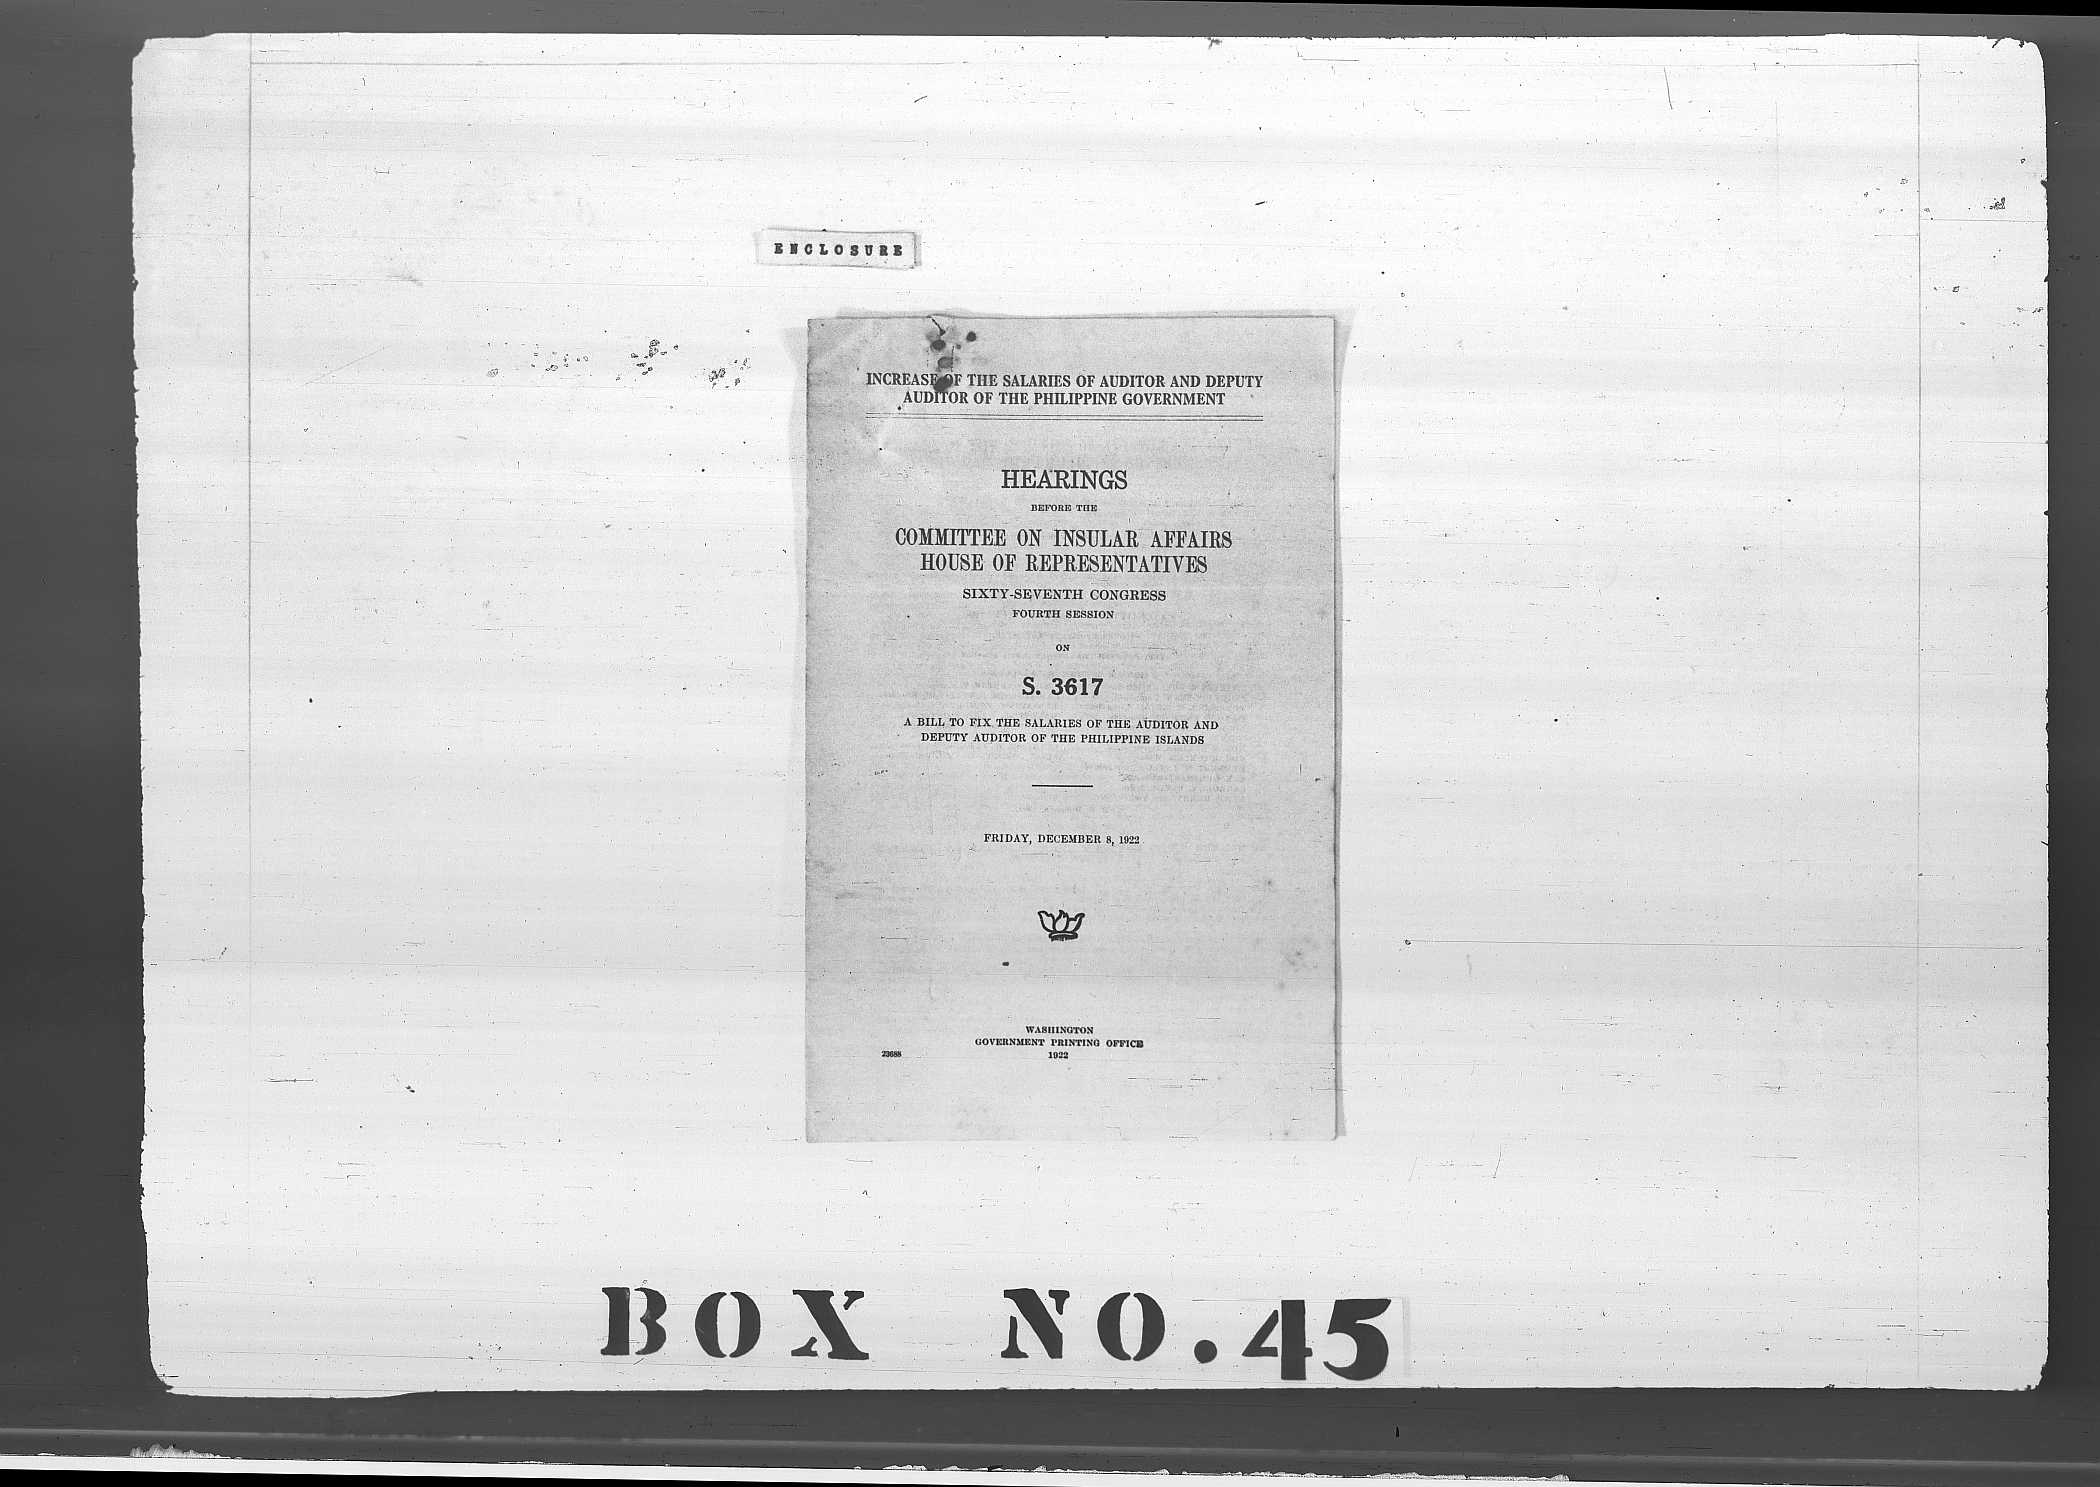 ENCLOSURE
INCREASE OF THE SALARIES OF AUDITOR AND DEPUTY
AUDITOR OF THE PHILIPPINE GOVERNMENT
HEARINGS
BEFORE THE
COMMITTEE ON INSULAR AFFAIRS
HOUSE OF REPRESENTATIVES
SIXTY-SEVENTH CONGRESS
FOURTH SESSION
ON
S. 3617
A BILL TO FIX THE SALARIES OF THE AUDITOR AND
DEPUTY AUDITOR OF THE PHILIPPINE ISLANDS
FRIDAY, DECEMBER 8, 1922
WASHINGTON
GOVERNMENT PRINTING OFFICE
23688 1922
BOX NO. 45